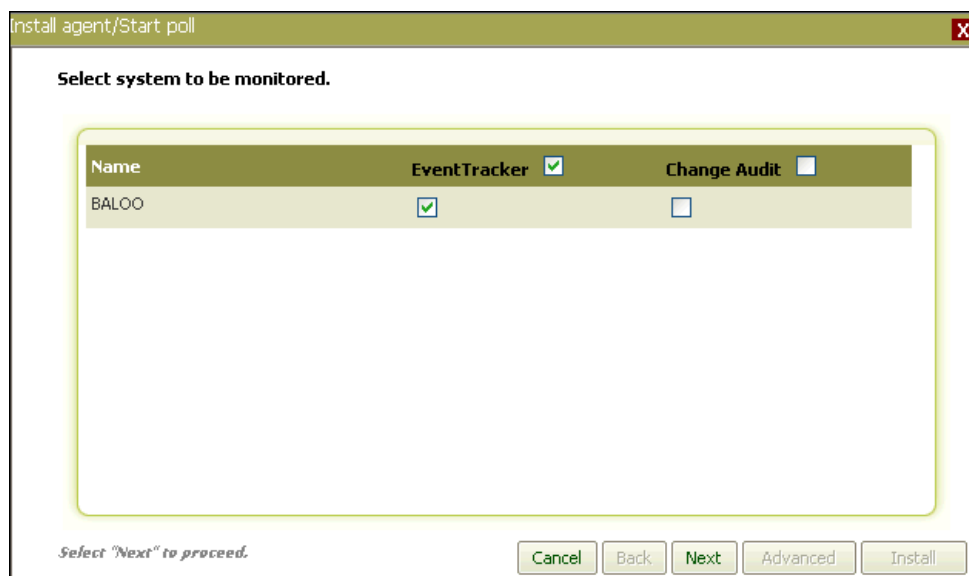 Install agent/Start poll
X
Select system to be monitored.
Name EventTracker Change Audit
BALOO
Select "Next" to proceed. Cancel Back Next Advanced Install